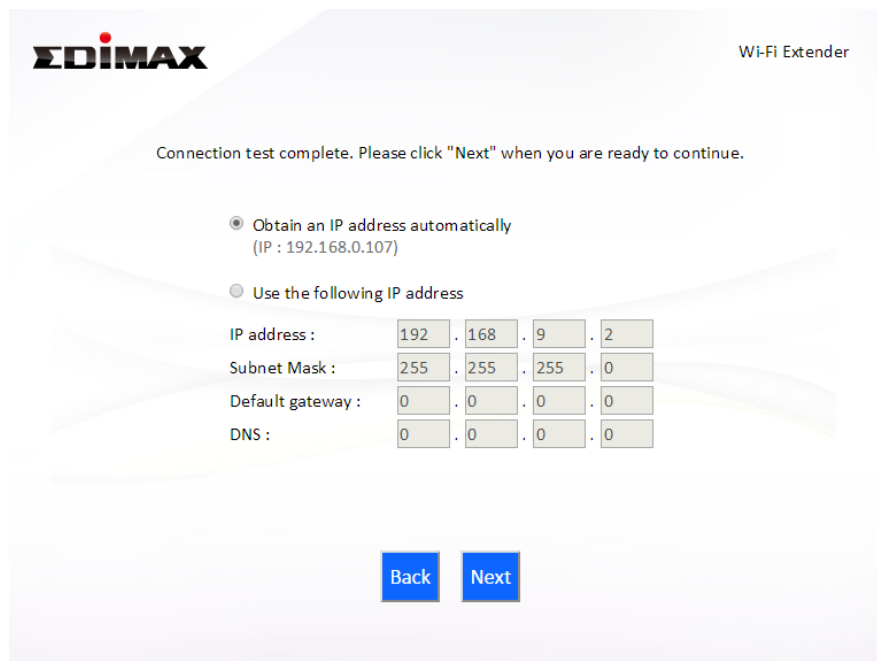 EDIMAX
Wi-Fi Extender
Connection test complete. Please click "Next" when you are ready to continue.
Obtain an IP address automatically
(IP : 192.168.0.107)
Use the following IP address
IP address : 192 . 168 . 9 . 2
Subnet Mask : 255 . 255 . 255 . 0
Default gateway : 0 . 0 . 0 . 0
DNS : 0 . 0 . 0 . 0
Back Next